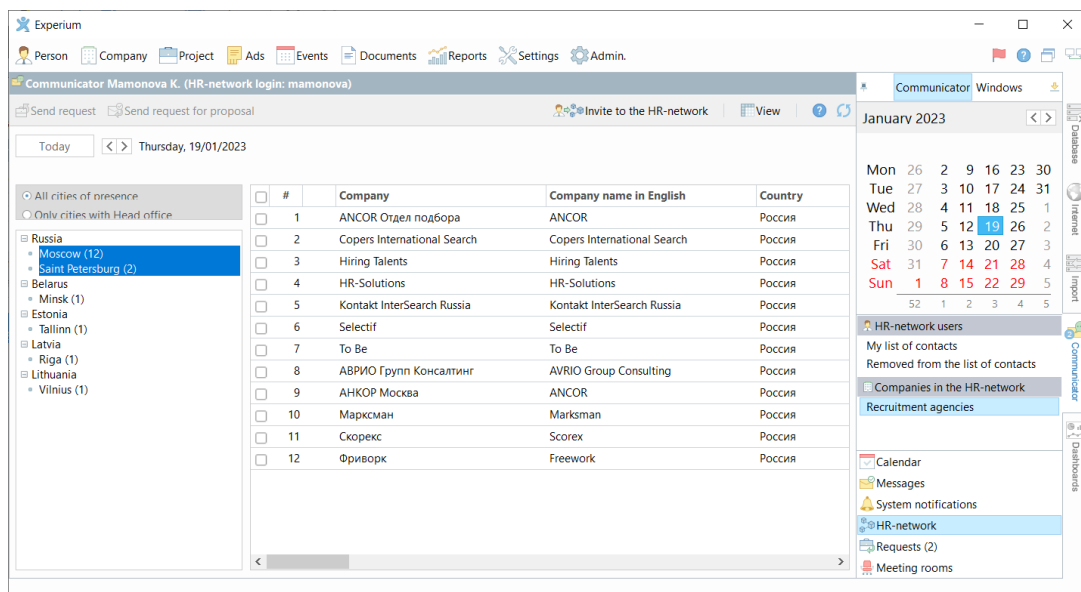 Experium
Person Company Project Ads Events Documents Reports Settings Admin.
Communicator Mamonova K. (HR-network login: mamonova)
Send request Send request for proposal Invite to the HR-network View
Today < > Thursday, 19/01/2023
All cities of presence
Only cities with Head office
Russia
Moscow (12)
Saint Petersburg (2)
Belarus
Minsk (1)
Estonia
Tallinn (1)
Latvia
Riga (1)
Lithuania
Vilnius (1)
# Company Company name in English Country
1 ANCOR Отдел подбора ANCOR Россия
2 Copers International Search Copers International Search Россия
3 Hiring Talents Hiring Talents Россия
4 HR-Solutions HR-Solutions Россия
5 Kontakt InterSearch Russia Kontakt InterSearch Russia Россия
6 Selectif Selectif Россия
7 To Be To Be Россия
8 АВРИО Групп Консалтинг AVRIO Group Consulting Россия
9 АНКОР Москва ANCOR Россия
10 Марксман Marksman Россия
11 Скорекс Scorex Россия
12 Фриворк Freework Россия
Communicator Windows
January 2023 < >
Mon 26 2 9 16 23 30
Tue 27 3 10 17 24 31
Wed 28 4 11 18 25 1
Thu 29 5 12 19 26 2
Fri 30 6 13 20 27 3
Sat 31 7 14 21 28 4
Sun 1 8 15 22 29 5
52 1 2 3 4 5
HR-network users
My list of contacts
Removed from the list of contacts
Companies in the HR-network
Recruitment agencies
Calendar
Messages
System notifications
HR-network
Requests (2)
Meeting rooms
Database
Internet
Import
Communicator
Dashboards